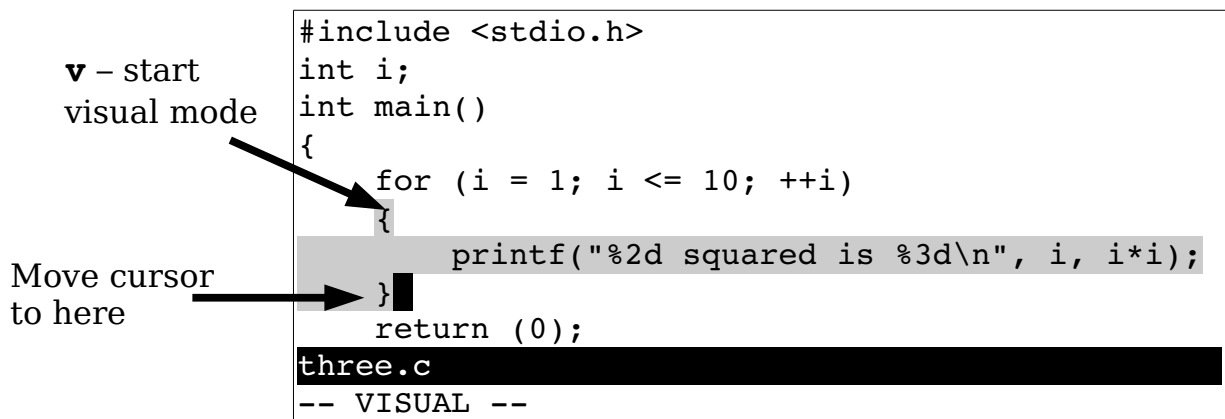 #include <stdio.h>
v – start
int i;
visual mode
int main()
{
    for (i = 1; i <= 10; ++i)
    {
        printf("%2d squared is %3d\n", i, i*i);
Move cursor
    }
to here
    return (0);
three.c
-- VISUAL --